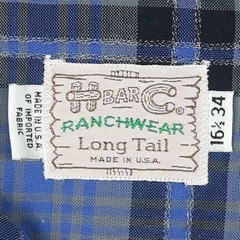 H BAR C®
RANCHWEAR
Long Tail
MADE IN U.S.A.
MADE IN U.S.A.
OF IMPORTED
FABRIC
16½ 34